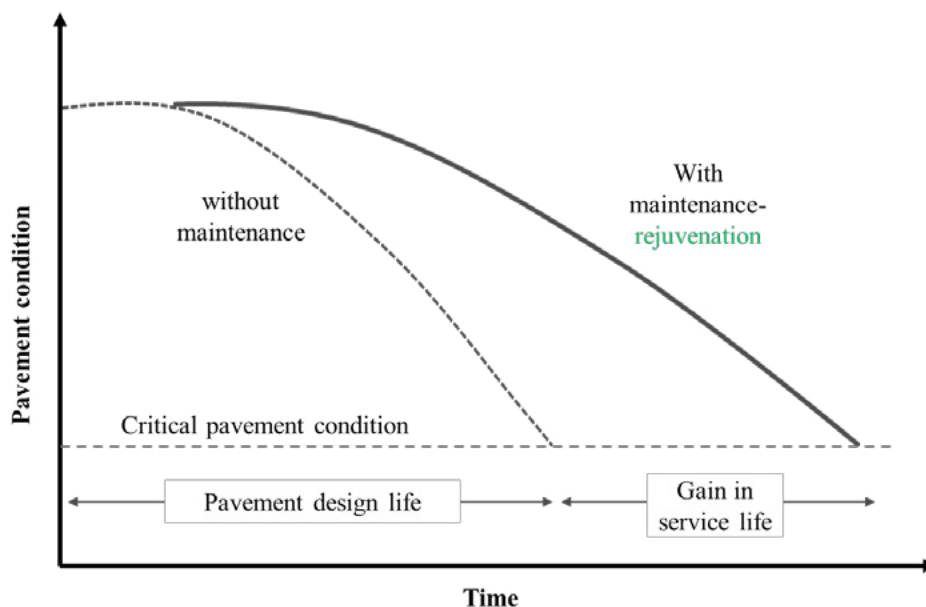 Pavement condition
without
maintenance
With
maintenance-
rejuvenation
Critical pavement condition
Pavement design life
Gain in
service life
Time